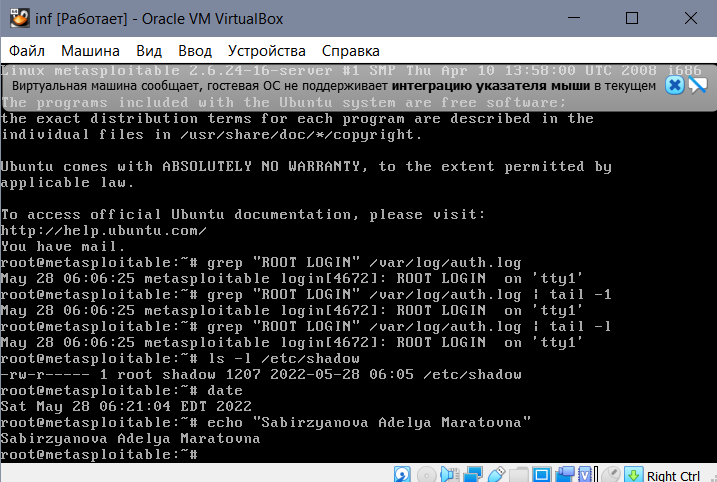 inf [Работает] - Oracle VM VirtualBox
Файл Машина Вид Ввод Устройства Справка
Linux metasploitable 2.6.24-16-server #1 SMP Thu Apr 10 13:58:00 UTC 2008 i686
Виртуальная машина сообщает, гостевая ОС не поддерживает интеграцию указателя мыши в текущем
The programs included with the Ubuntu system are free software;
the exact distribution terms for each program are described in the
individual files in /usr/share/doc/*/copyright.
Ubuntu comes with ABSOLUTELY NO WARRANTY, to the extent permitted by
applicable law.
To access official Ubuntu documentation, please visit:
http://help.ubuntu.com/
You have mail.
root@metasploitable:~# grep "ROOT LOGIN" /var/log/auth.log
May 28 06:06:25 metasploitable login[4672]: ROOT LOGIN  on 'tty1'
root@metasploitable:~# grep "ROOT LOGIN" /var/log/auth.log | tail -1
May 28 06:06:25 metasploitable login[4672]: ROOT LOGIN  on 'tty1'
root@metasploitable:~# grep "ROOT LOGIN" /var/log/auth.log | tail -l
May 28 06:06:25 metasploitable login[4672]: ROOT LOGIN  on 'tty1'
root@metasploitable:~# ls -l /etc/shadow
-rw-r----- 1 root shadow 1207 2022-05-28 06:05 /etc/shadow
root@metasploitable:~# date
Sat May 28 06:21:04 EDT 2022
root@metasploitable:~# echo "Sabirzyanova Adelya Maratovna"
Sabirzyanova Adelya Maratovna
root@metasploitable:~#
Right Ctrl